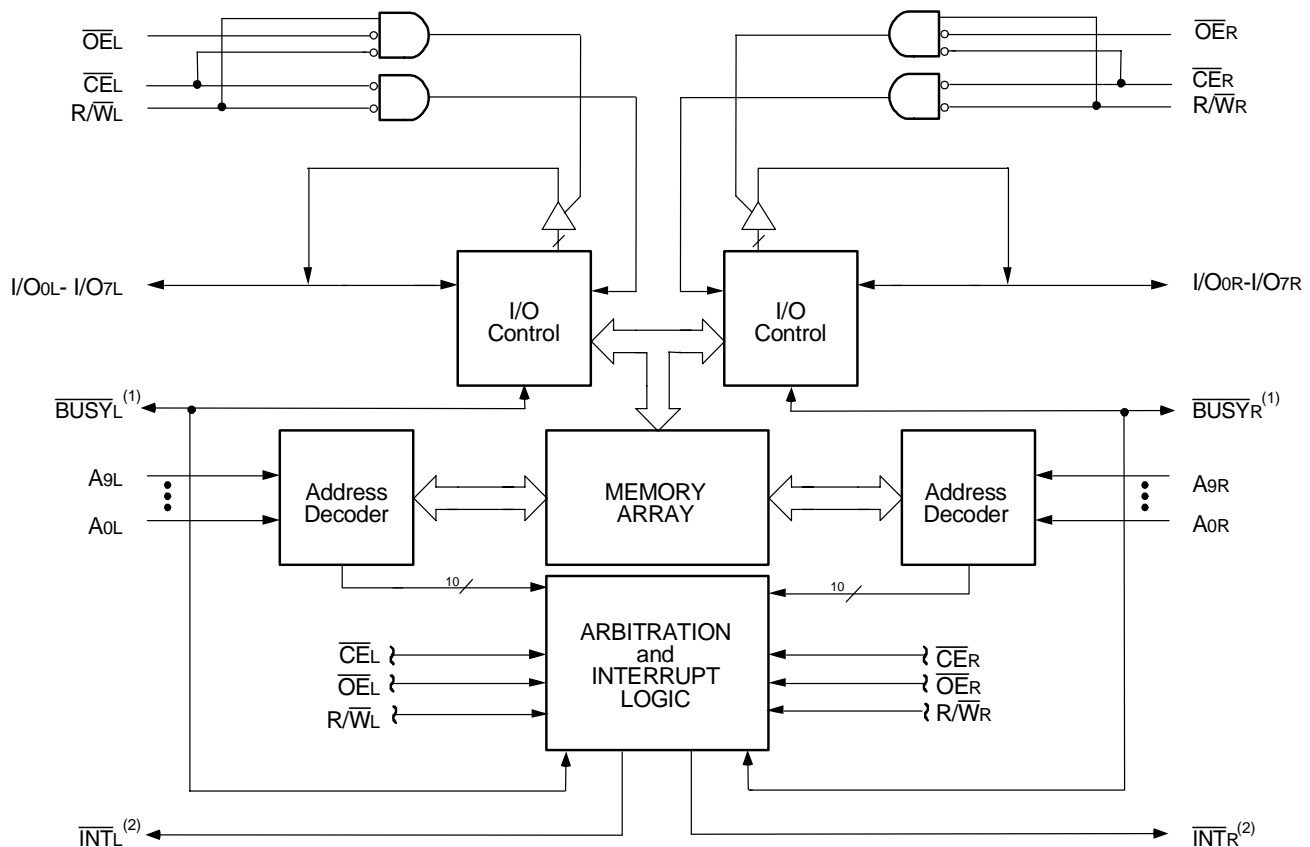 OEL
OER
CEL
CER
R/WL
R/WR
I/O0L- I/O7L
I/O
Control
I/O
Control
I/O0R-I/O7R
BUSYL(1)
BUSYR(1)
A9L
A0L
Address
Decoder
MEMORY
ARRAY
Address
Decoder
A9R
A0R
10
10
ARBITRATION
and
INTERRUPT
LOGIC
CEL
OEL
R/WL
CER
OER
R/WR
INTL(2)
INTR(2)